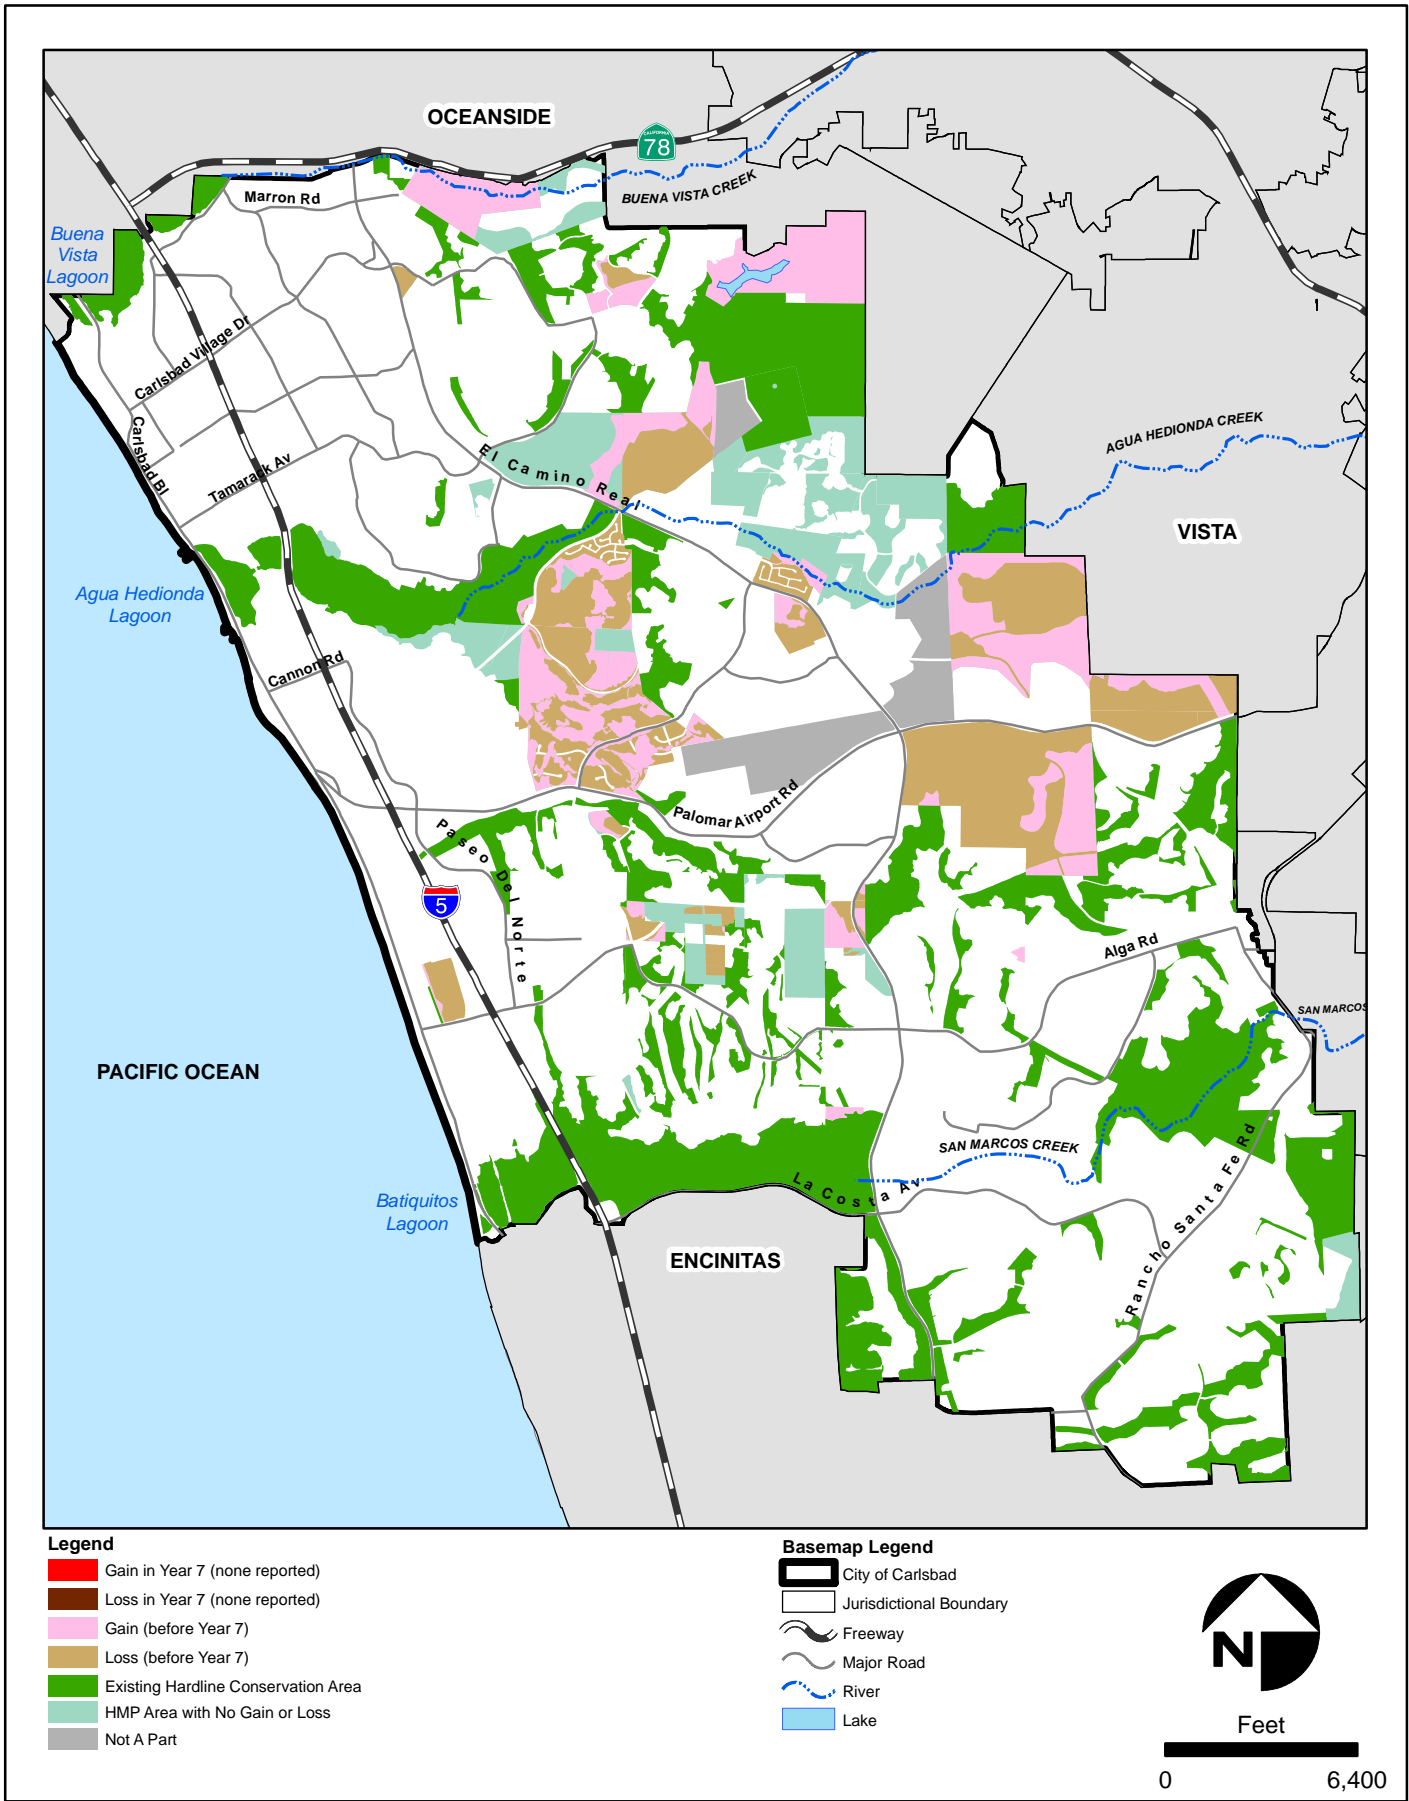 OCEANSIDE
CALIFORNIA
78
BUENA VISTA CREEK
Marron Rd
Buena
Vista
Lagoon
Carlsbad Village Dr
Carlsbad Bl
Tamarack Av
El Camino Real
AGUA HEDIONDA CREEK
VISTA
Agua Hedionda
Lagoon
Cannon Rd
Palomar Airport Rd
Paseo Del Norte
5
Alga Rd
SAN MARCOS
PACIFIC OCEAN
SAN MARCOS CREEK
La Costa Av
Rancho Santa Fe Rd
Batiquitos
Lagoon
ENCINITAS
Legend
Gain in Year 7 (none reported)
Loss in Year 7 (none reported)
Gain (before Year 7)
Loss (before Year 7)
Existing Hardline Conservation Area
HMP Area with No Gain or Loss
Not A Part
Basemap Legend
City of Carlsbad
Jurisdictional Boundary
Freeway
Major Road
River
Lake
N
Feet
0 6,400